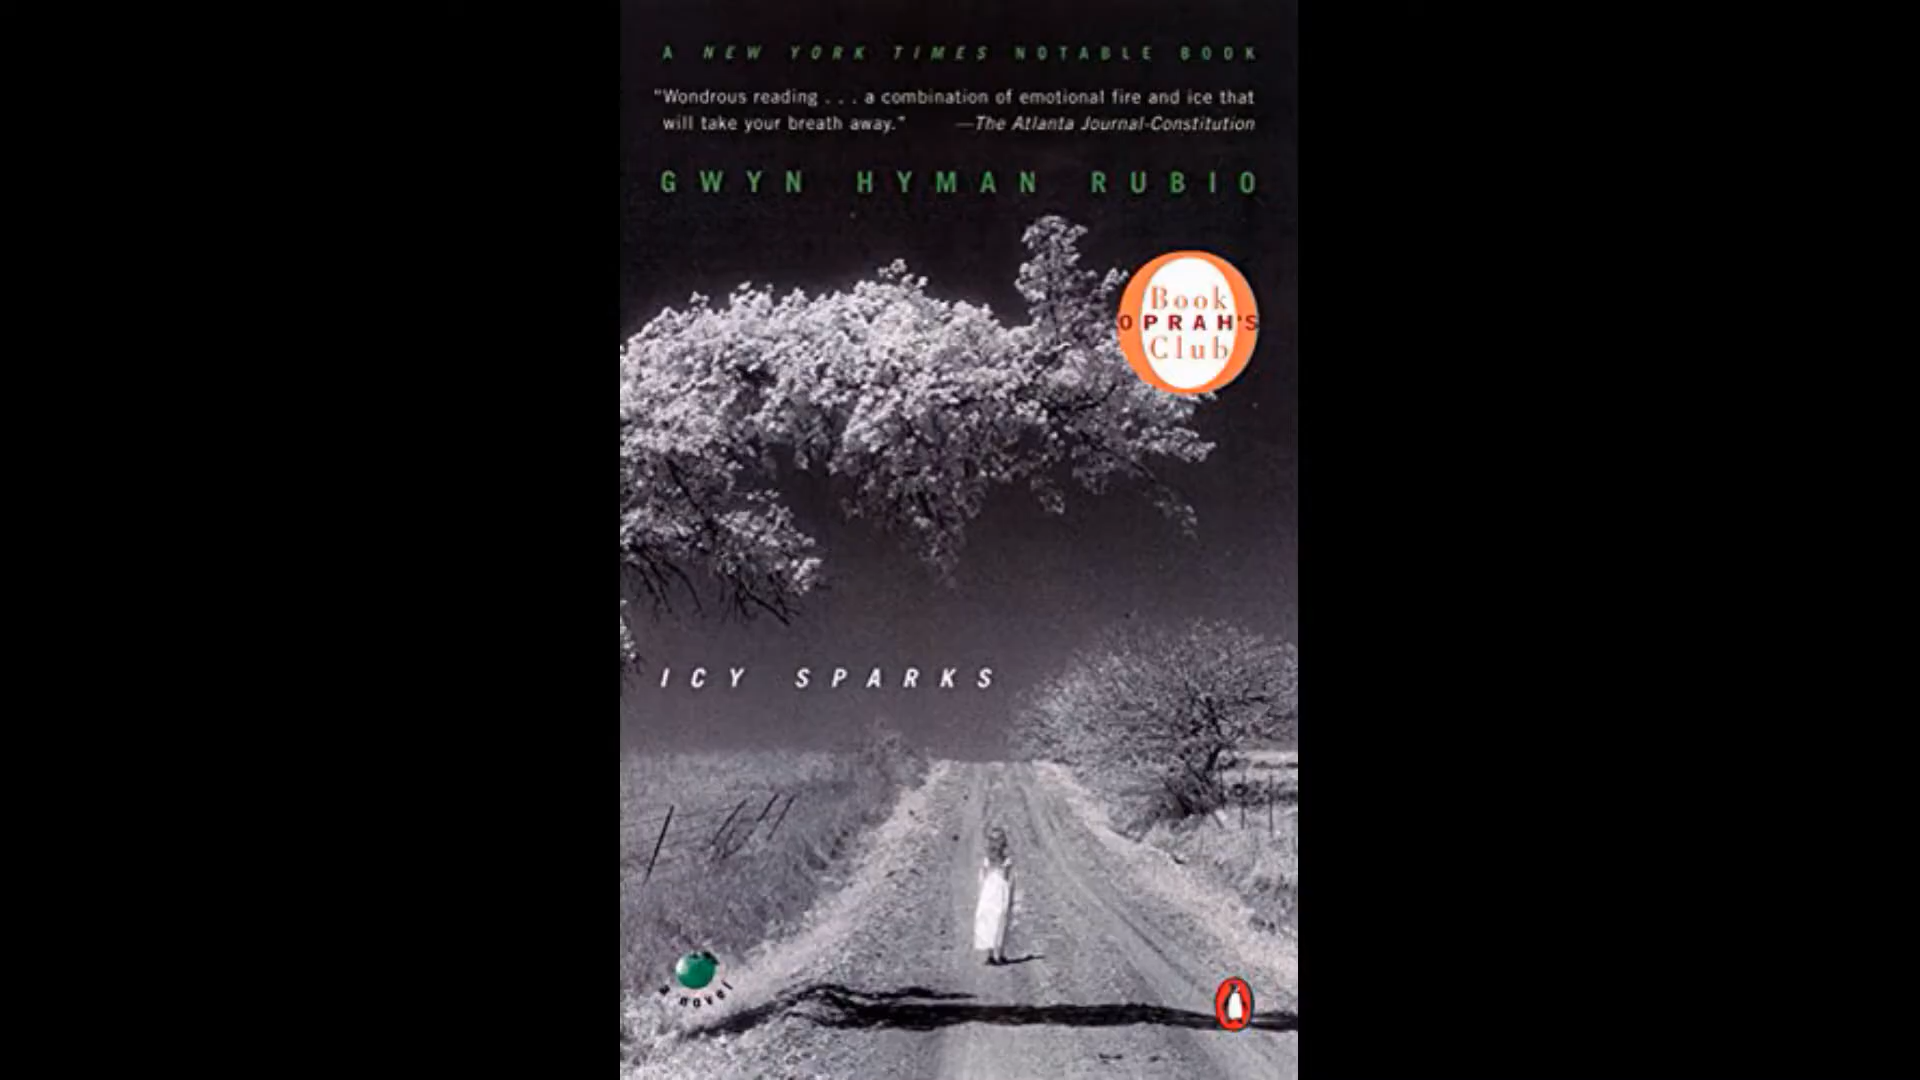 A NEW YORK TIMES NOTABLE BOOK
"Wondrous reading . . . a combination of emotional fire and ice that
will take your breath away." —The Atlanta Journal-Constitution
GWYN HYMAN RUBIO
Book
OPRAH'S
Club
ICY SPARKS
a novel